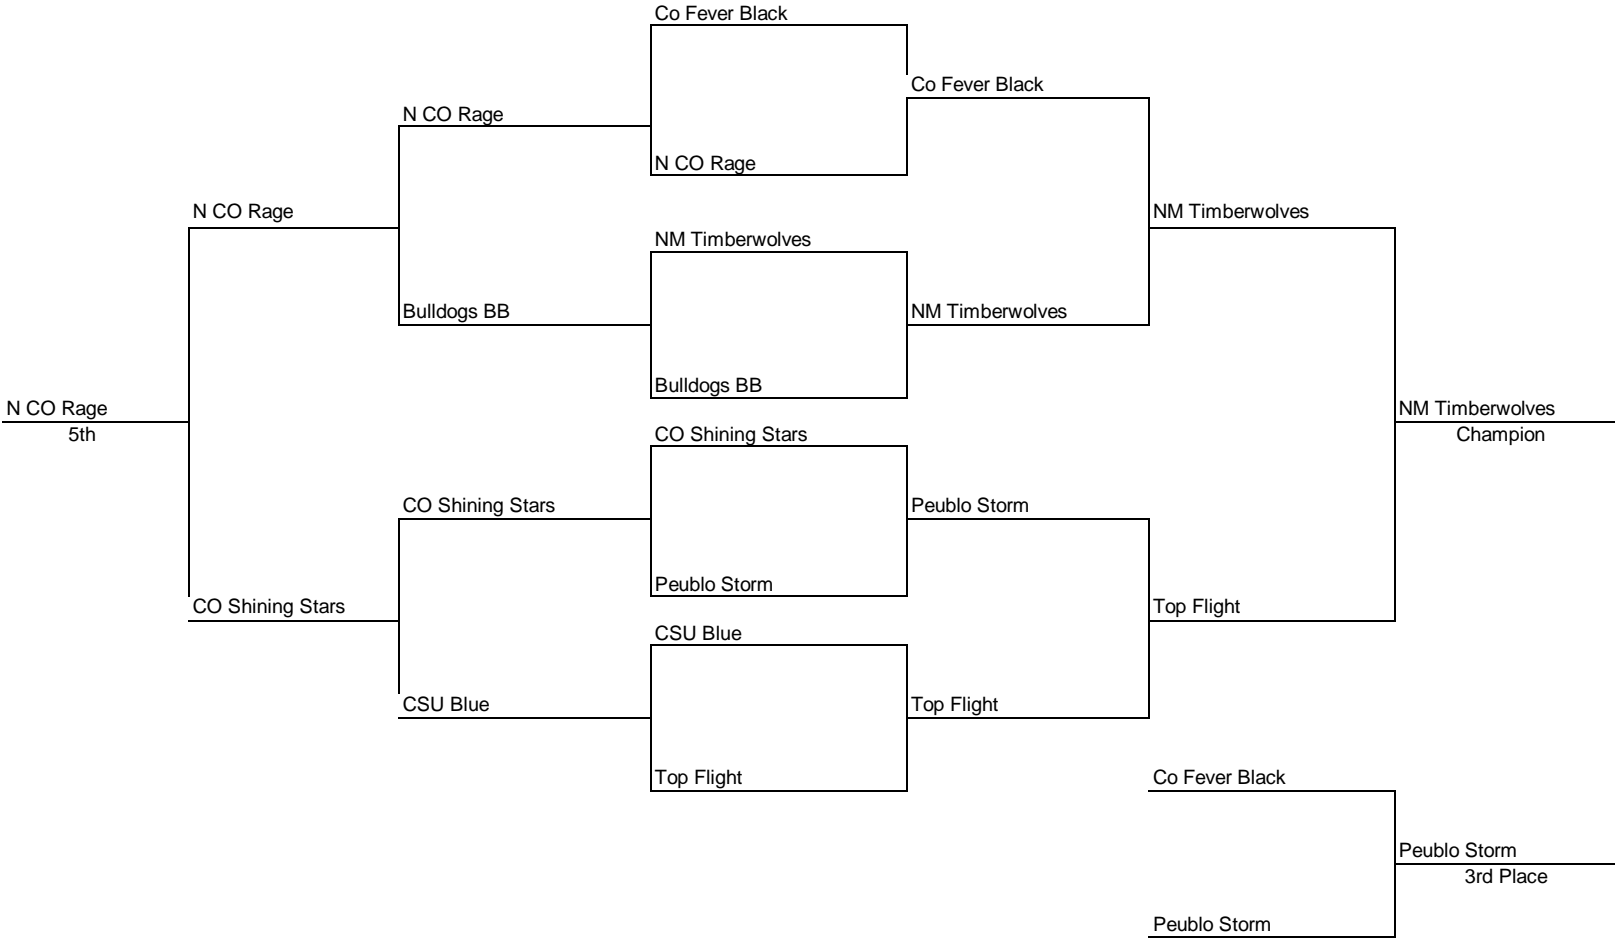 Co Fever Black
Co Fever Black
N CO Rage
N CO Rage
N CO Rage
NM Timberwolves
NM Timberwolves
Bulldogs BB
NM Timberwolves
Bulldogs BB
N CO Rage
5th
NM Timberwolves
Champion
CO Shining Stars
CO Shining Stars
Peublo Storm
Peublo Storm
CO Shining Stars
Top Flight
CSU Blue
CSU Blue
Top Flight
Top Flight
Co Fever Black
Peublo Storm
3rd Place
Peublo Storm